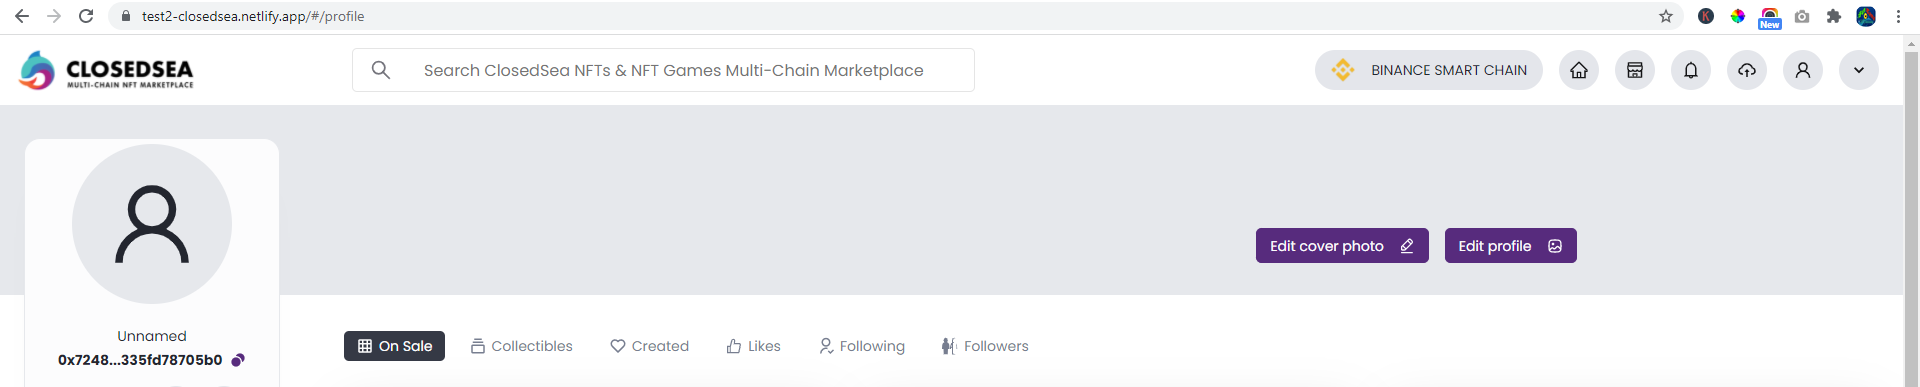 test2-closedsea.netlify.app/#/profile
K
New
CLOSEDSEA
MULTI-CHAIN NFT MARKETPLACE
Search ClosedSea NFTs & NFT Games Multi-Chain Marketplace
BINANCE SMART CHAIN
Edit cover photo
Edit profile
Unnamed
0x7248...335fd78705b0
On Sale
Collectibles
Created
Likes
Following
Followers